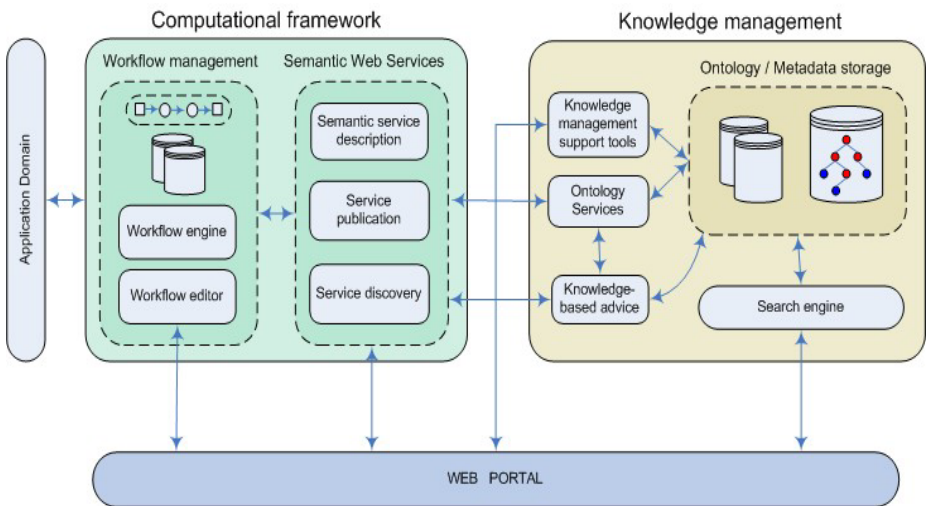 Computational framework
Knowledge management
Application Domain
Workflow management
Semantic Web Services
Workflow engine
Workflow editor
Semantic service
description
Service
publication
Service discovery
Knowledge
management
support tools
Ontology
Services
Knowledge-
based advice
Ontology / Metadata storage
Search engine
WEB PORTAL